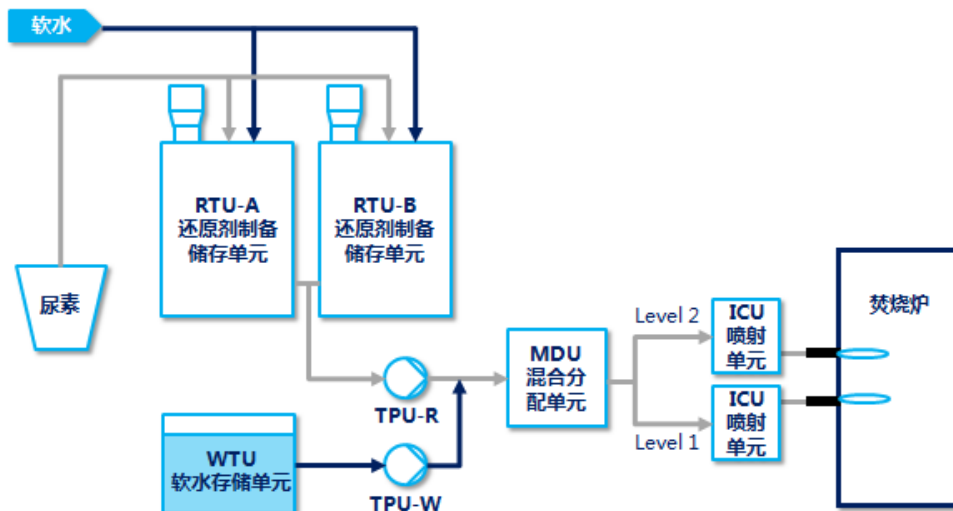 软水
RTU-A
还原剂制备
储存单元
RTU-B
还原剂制备
储存单元
尿素
焚烧炉
Level 2
ICU
喷射
单元
MDU
混合分
配单元
TPU-R
ICU
喷射
单元
Level 1
WTU
软水存储单元
TPU-W